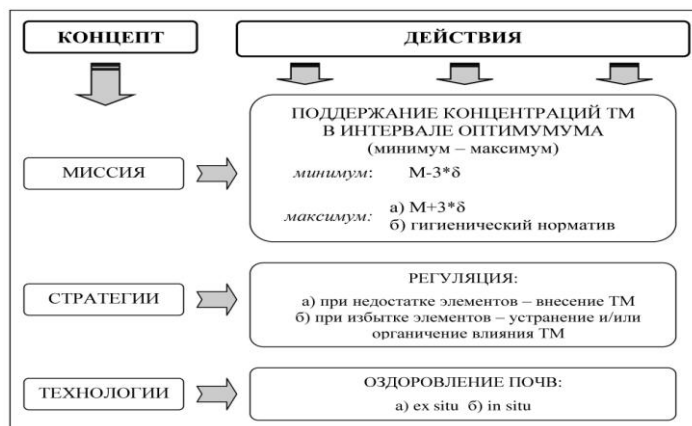 КОНЦЕПТ
ДЕЙСТВИЯ
МИССИЯ
ПОДДЕРЖАНИЕ КОНЦЕНТРАЦИЙ ТМ
В ИНТЕРВАЛЕ ОПТИМУМУМА
(минимум – максимум)
минимум: М-3*δ
максимум: а) М+3*δ
б) гигиенический норматив
СТРАТЕГИИ
РЕГУЛЯЦИЯ:
а) при недостатке элементов – внесение ТМ
б) при избытке элементов – устранение и/или
органичение влияния ТМ
ТЕХНОЛОГИИ
ОЗДОРОВЛЕНИЕ ПОЧВ:
а) ex situ б) in situ